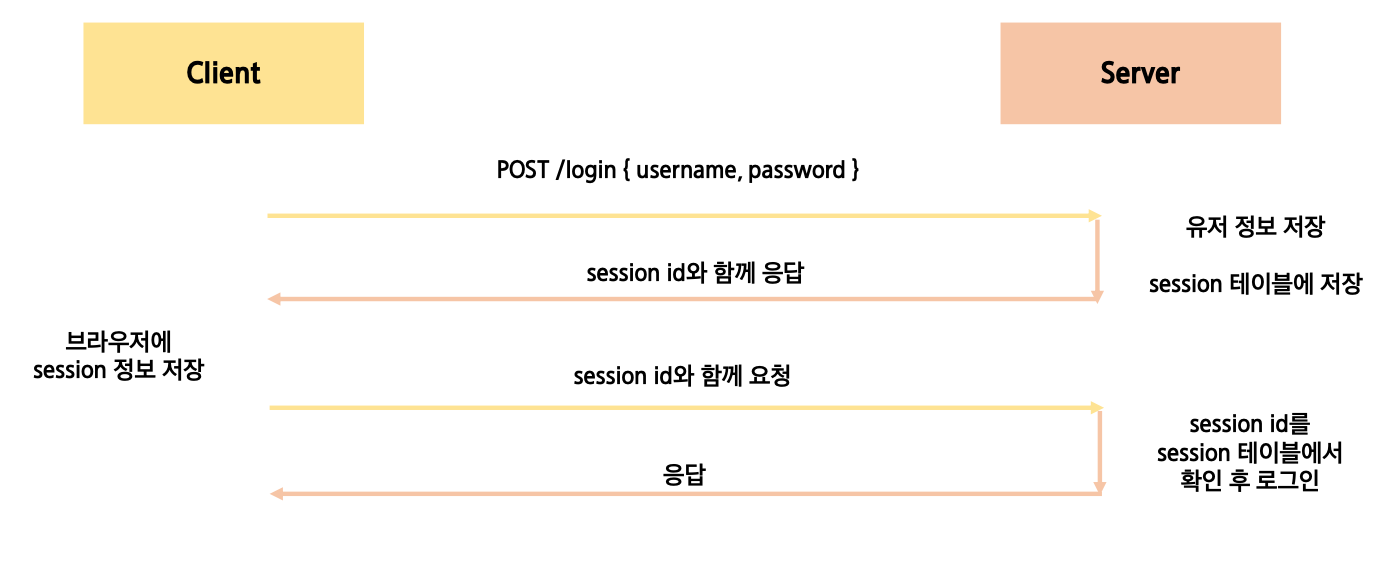 Client
Server
POST /login { username, password }
유저 정보 저장
session id와 함께 응답
session 테이블에 저장
브라우저에
session 정보 저장
session id와 함께 요청
session id를
session 테이블에서
확인 후 로그인
응답